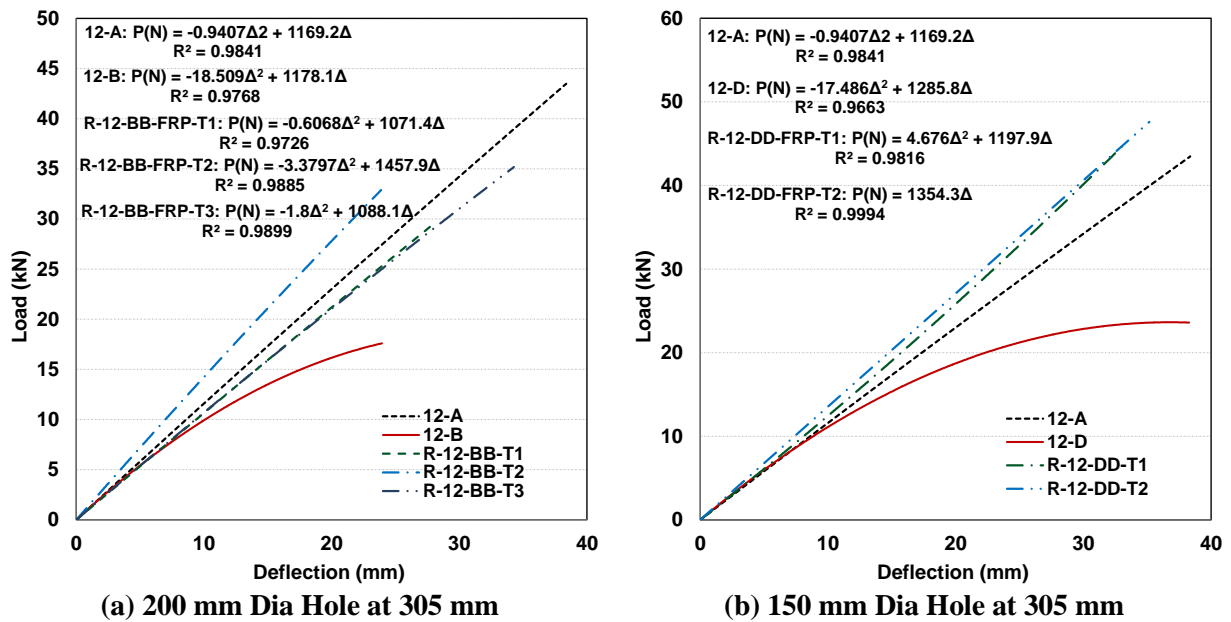 50
45
40
35
30
25
20
15
10
5
0
Load (kN)
12-A: P(N) = -0.9407Δ2 + 1169.2Δ
R² = 0.9841
12-B: P(N) = -18.509Δ² + 1178.1Δ
R² = 0.9768
R-12-BB-FRP-T1: P(N) = -0.6068Δ² + 1071.4Δ
R² = 0.9726
R-12-BB-FRP-T2: P(N) = -3.3797Δ² + 1457.9Δ
R² = 0.9885
R-12-BB-FRP-T3: P(N) = -1.8Δ² + 1088.1Δ
R² = 0.9899
12-A
12-B
R-12-BB-T1
R-12-BB-T2
R-12-BB-T3
0 10 20 30 40
Deflection (mm)
(a) 200 mm Dia Hole at 305 mm
60
50
40
30
20
10
0
Load (kN)
12-A: P(N) = -0.9407Δ2 + 1169.2Δ
R² = 0.9841
12-D: P(N) = -17.486Δ² + 1285.8Δ
R² = 0.9663
R-12-DD-FRP-T1: P(N) = 4.676Δ² + 1197.9Δ
R² = 0.9816
R-12-DD-FRP-T2: P(N) = 1354.3Δ
R² = 0.9994
12-A
12-D
R-12-DD-T1
R-12-DD-T2
0 10 20 30 40
Deflection (mm)
(b) 150 mm Dia Hole at 305 mm